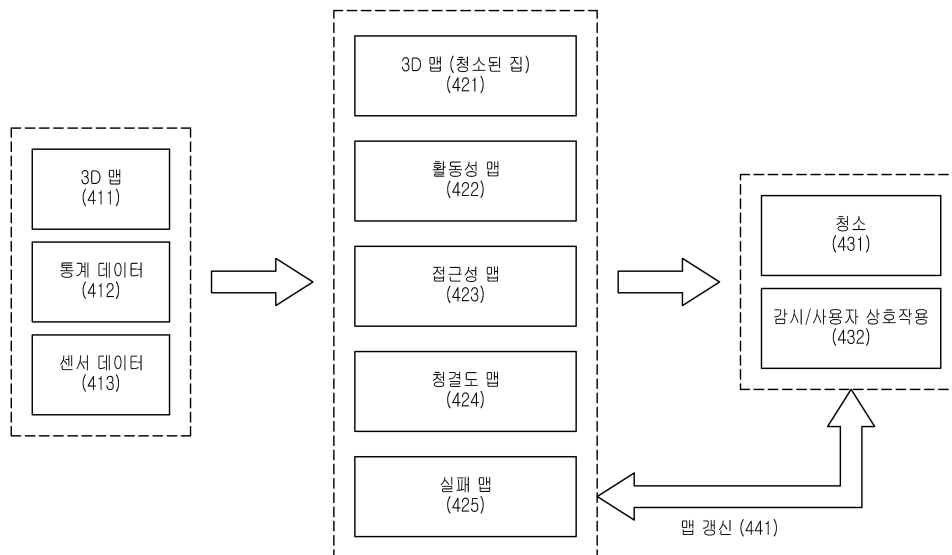 3D 맵
(411)
통계 데이터
(412)
센서 데이터
(413)
3D 맵 (청소된 집)
(421)
활동성 맵
(422)
접근성 맵
(423)
청결도 맵
(424)
실패 맵
(425)
청소
(431)
감시/사용자 상호작용
(432)
맵 갱신 (441)